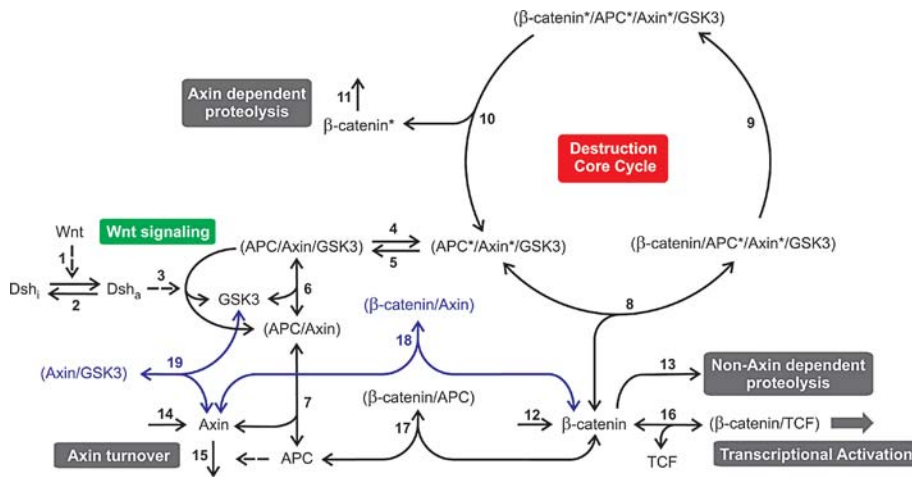 (β-catenin*/APC*/Axin*/GSK3)
Axin dependent
proteolysis
11
β-catenin*
10
9
Destruction
Core Cycle
Wnt
Wnt signaling
1
(APC/Axin/GSK3)
4
5
(APC*/Axin*/GSK3)
(β-catenin/APC*/Axin*/GSK3)
Dshi
2
Dsha
3
GSK3
6
(β-catenin/Axin)
8
(APC/Axin)
18
19
(Axin/GSK3)
13
Non-Axin dependent
proteolysis
(β-catenin/APC)
14
Axin
7
17
12
β-catenin
16
(β-catenin/TCF)
Axin turnover
15
APC
TCF
Transcriptional Activation